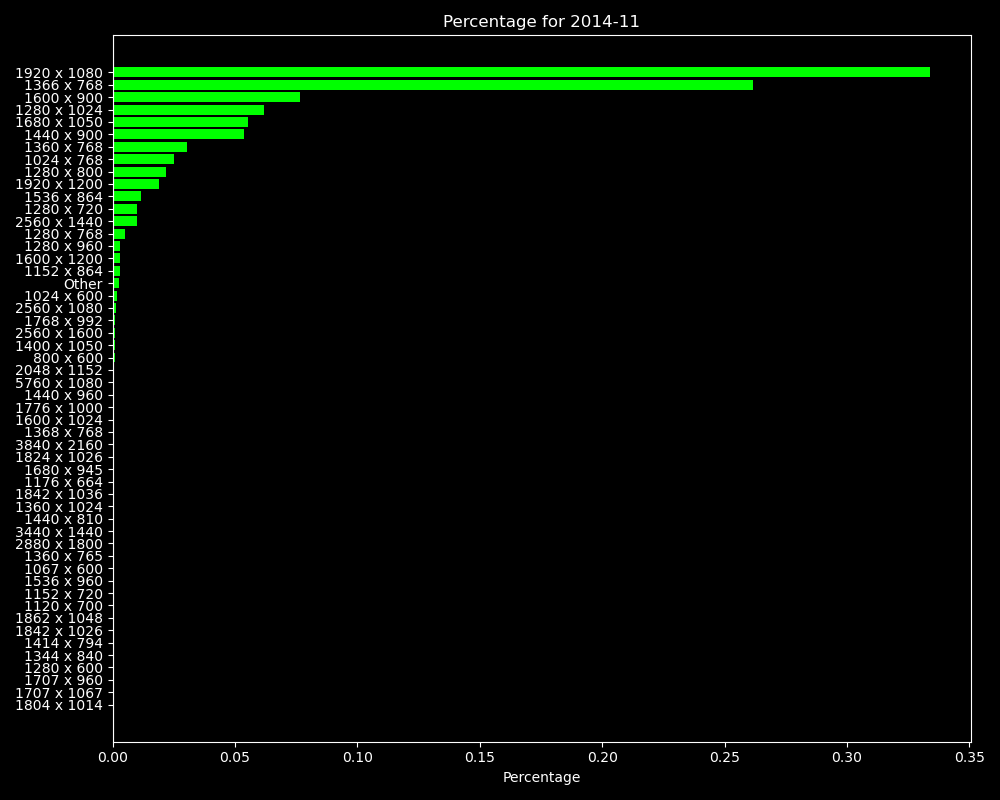 Percentage for 2014-11
1920 x 1080
1366 x 768
1600 x 900
1280 x 1024
1680 x 1050
1440 x 900
1360 x 768
1024 x 768
1280 x 800
1920 x 1200
1536 x 864
1280 x 720
2560 x 1440
1280 x 768
1280 x 960
1600 x 1200
1152 x 864
Other
1024 x 600
2560 x 1080
1768 x 992
2560 x 1600
1400 x 1050
800 x 600
2048 x 1152
5760 x 1080
1440 x 960
1776 x 1000
1600 x 1024
1368 x 768
3840 x 2160
1824 x 1026
1680 x 945
1176 x 664
1842 x 1036
1360 x 1024
1440 x 810
3440 x 1440
2880 x 1800
1360 x 765
1067 x 600
1536 x 960
1152 x 720
1120 x 700
1862 x 1048
1842 x 1026
1414 x 794
1344 x 840
1280 x 600
1707 x 960
1707 x 1067
1804 x 1014
0.00 0.05 0.10 0.15 0.20 0.25 0.30 0.35
Percentage